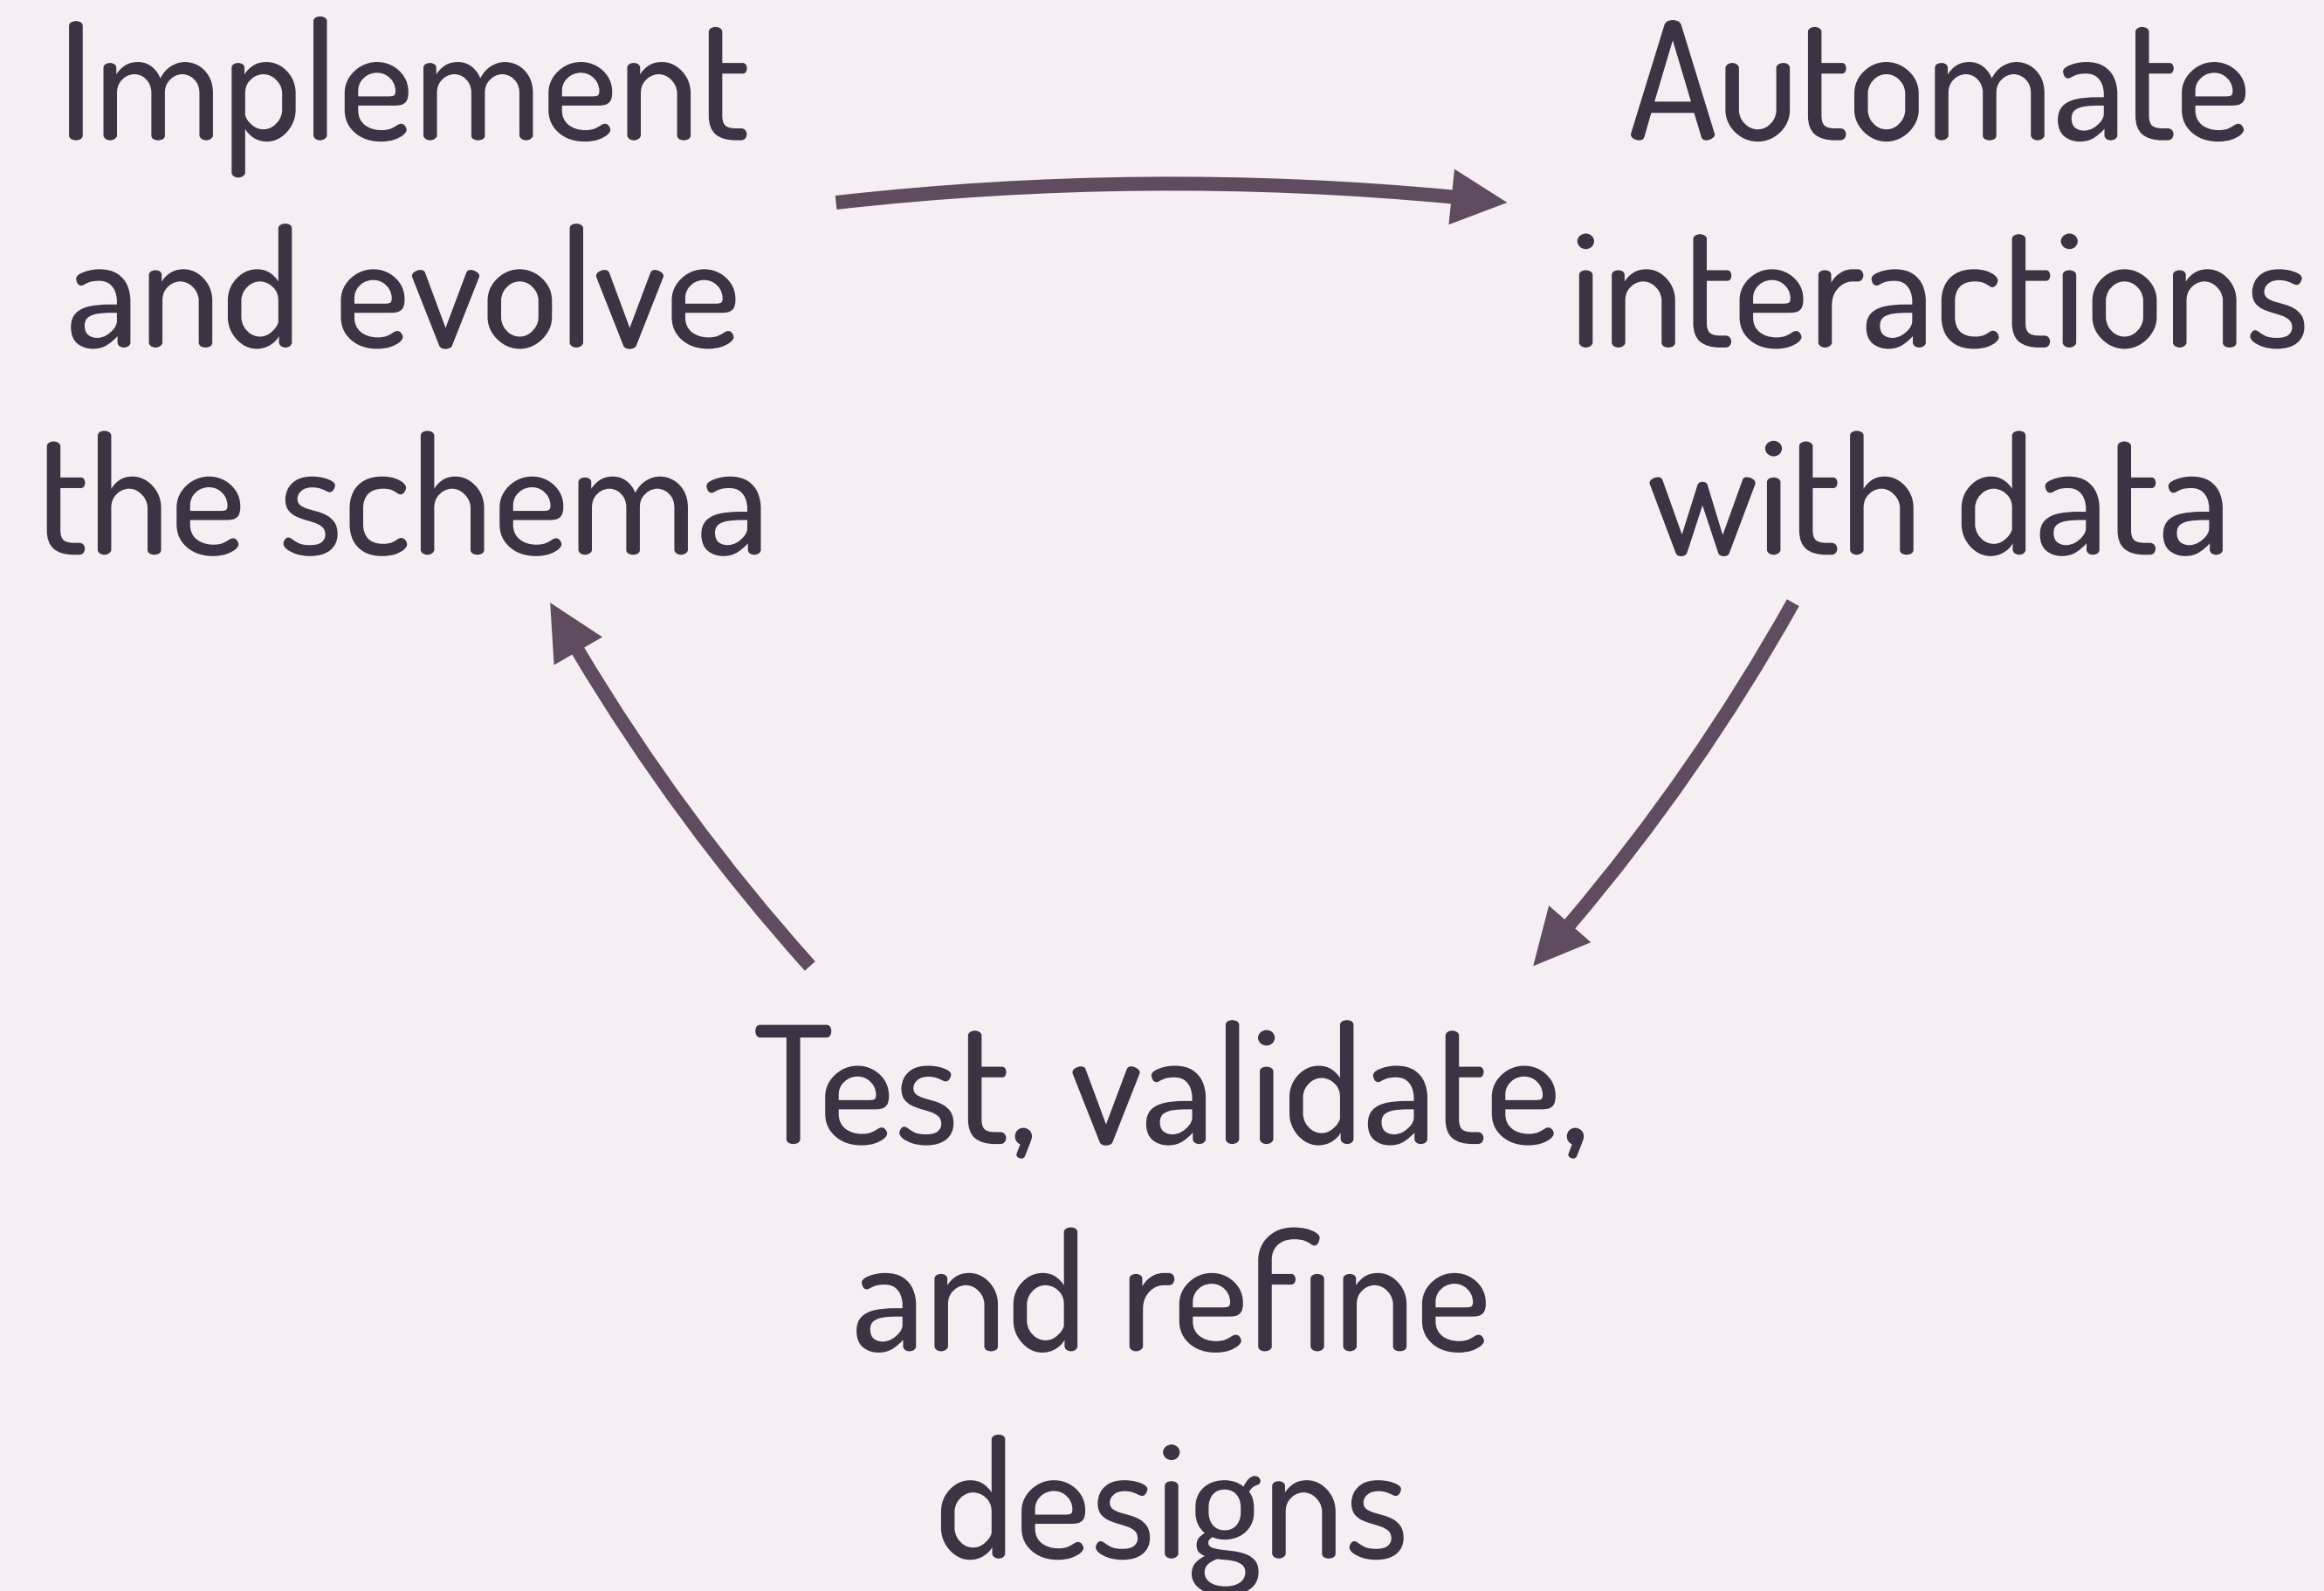 Implement
and evolve
the schema
Automate
interactions
with data
Test, validate,
and refine
designs